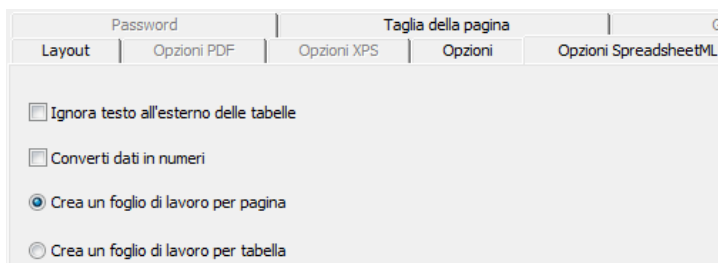 Password Taglia della pagina G
Layout Opzioni PDF Opzioni XPS Opzioni Opzioni SpreadsheetML
Ignora testo all'esterno delle tabelle
Converti dati in numeri
Crea un foglio di lavoro per pagina
Crea un foglio di lavoro per tabella